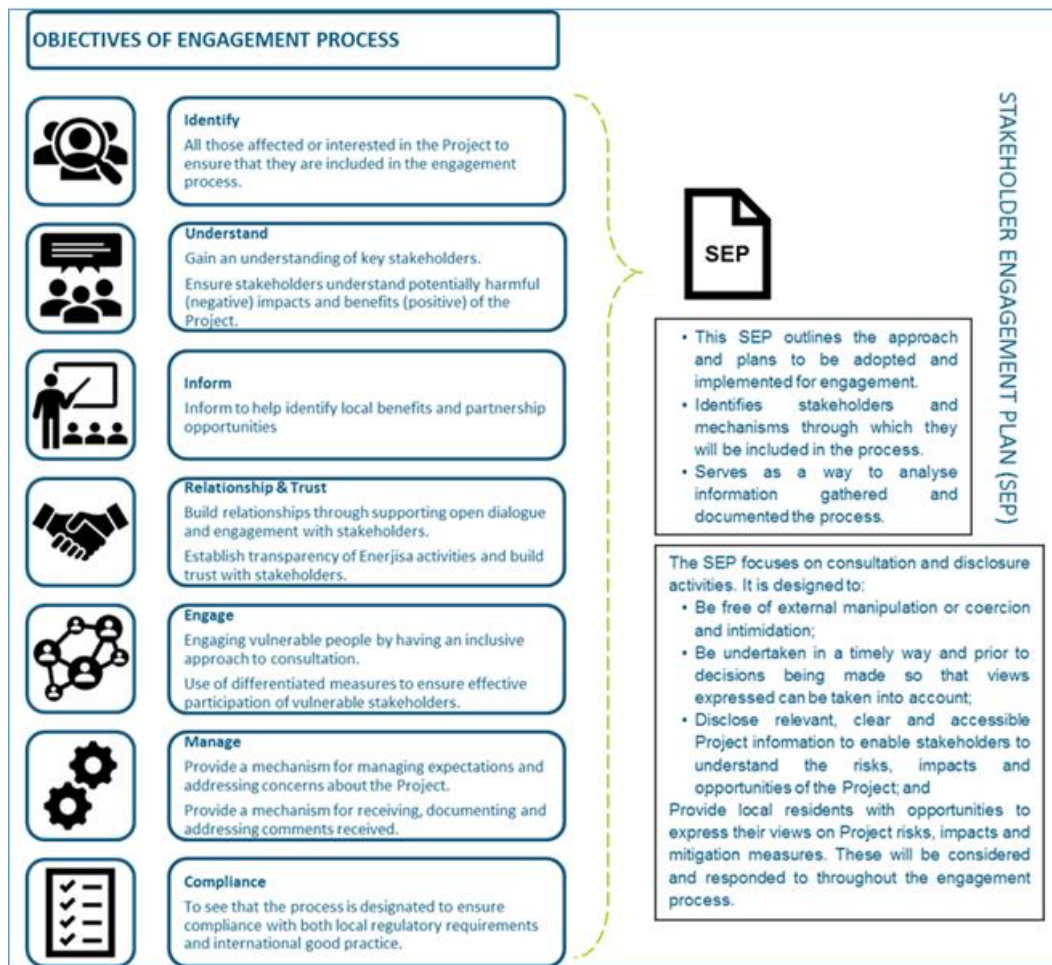 OBJECTIVES OF ENGAGEMENT PROCESS
Identify
All those affected or interested in the Project to
ensure that they are included in the engagement
process.
Understand
Gain an understanding of key stakeholders.
Ensure stakeholders understand potentially harmful
(negative) impacts and benefits (positive) of the
Project.
Inform
Inform to help identify local benefits and partnership
opportunities
Relationship & Trust
Build relationships through supporting open dialogue
and engagement with stakeholders.
Establish transparency of Enerjisa activities and build
trust with stakeholders.
Engage
Engaging vulnerable people by having an inclusive
approach to consultation.
Use of differentiated measures to ensure effective
participation of vulnerable stakeholders.
Manage
Provide a mechanism for managing expectations and
addressing concerns about the Project.
Provide a mechanism for receiving, documenting and
addressing comments received.
Compliance
To see that the process is designated to ensure
compliance with both local regulatory requirements
and international good practice.
STAKEHOLDER ENGAGEMENT PLAN (SEP)
SEP
• This SEP outlines the approach
and plans to be adopted and
implemented for engagement.
• Identifies stakeholders and
mechanisms through which they
will be included in the process.
• Serves as a way to analyse
information gathered and
documented the process.
The SEP focuses on consultation and disclosure
activities. It is designed to:
• Be free of external manipulation or coercion
and intimidation;
• Be undertaken in a timely way and prior to
decisions being made so that views
expressed can be taken into account;
• Disclose relevant, clear and accessible
Project information to enable stakeholders to
understand the risks, impacts and
opportunities of the Project; and
Provide local residents with opportunities to
express their views on Project risks, impacts and
mitigation measures. These will be considered
and responded to throughout the engagement
process.